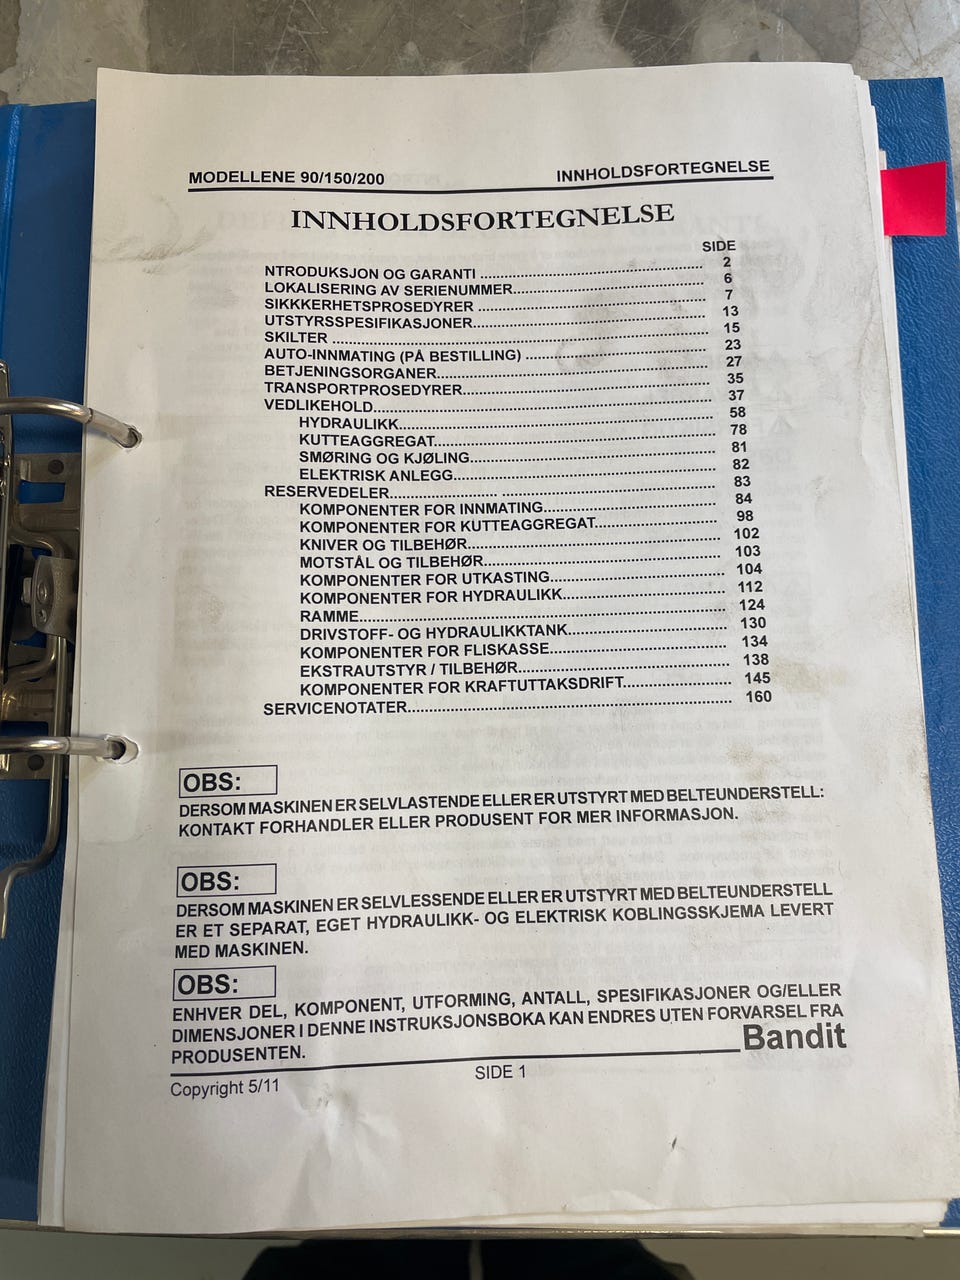 MODELLENE 90/150/200 INNHOLDSFORTEGNELSE
INNHOLDSFORTEGNELSE
SIDE
NTRODUKSJON OG GARANTI ........ 2
LOKALISERING AV SERIENUMMER........ 6
SIKKKERHETSPROSEDYRER ........ 7
UTSTYRSSPESIFIKASJONER........ 13
SKILTER ........ 15
AUTO-INNMATING (PÅ BESTILLING) ........ 23
BETJENINGSORGANER........ 27
TRANSPORTPROSEDYRER........ 35
VEDLIKEHOLD........ 37
HYDRAULIKK........ 58
KUTTEAGGREGAT........ 78
SMØRING OG KJØLING........ 81
ELEKTRISK ANLEGG........ 82
RESERVEDELER........ 83
KOMPONENTER FOR INNMATING........ 84
KOMPONENTER FOR KUTTEAGGREGAT........ 98
KNIVER OG TILBEHØR........ 102
MOTSTÅL OG TILBEHØR........ 103
KOMPONENTER FOR UTKASTING........ 104
KOMPONENTER FOR HYDRAULIKK........ 112
RAMME........ 124
DRIVSTOFF- OG HYDRAULIKKTANK........ 130
KOMPONENTER FOR FLISKASSE........ 134
EKSTRAUTSTYR / TILBEHØR........ 138
KOMPONENTER FOR KRAFTUTTAKSDRIFT........ 145
SERVICENOTATER........ 160
OBS:
DERSOM MASKINEN ER SELVLASTENDE ELLER ER UTSTYRT MED BELTEUNDERSTELL:
KONTAKT FORHANDLER ELLER PRODUSENT FOR MER INFORMASJON.
OBS:
DERSOM MASKINEN ER SELVLESSENDE ELLER ER UTSTYRT MED BELTEUNDERSTELL
ER ET SEPARAT, EGET HYDRAULIKK- OG ELEKTRISK KOBLINGSSKJEMA LEVERT
MED MASKINEN.
OBS:
ENHVER DEL, KOMPONENT, UTFORMING, ANTALL, SPESIFIKASJONER OG/ELLER
DIMENSJONER I DENNE INSTRUKSJONSBOKA KAN ENDRES UTEN FORVARSEL FRA
PRODUSENTEN.
Bandit
Copyright 5/11 SIDE 1